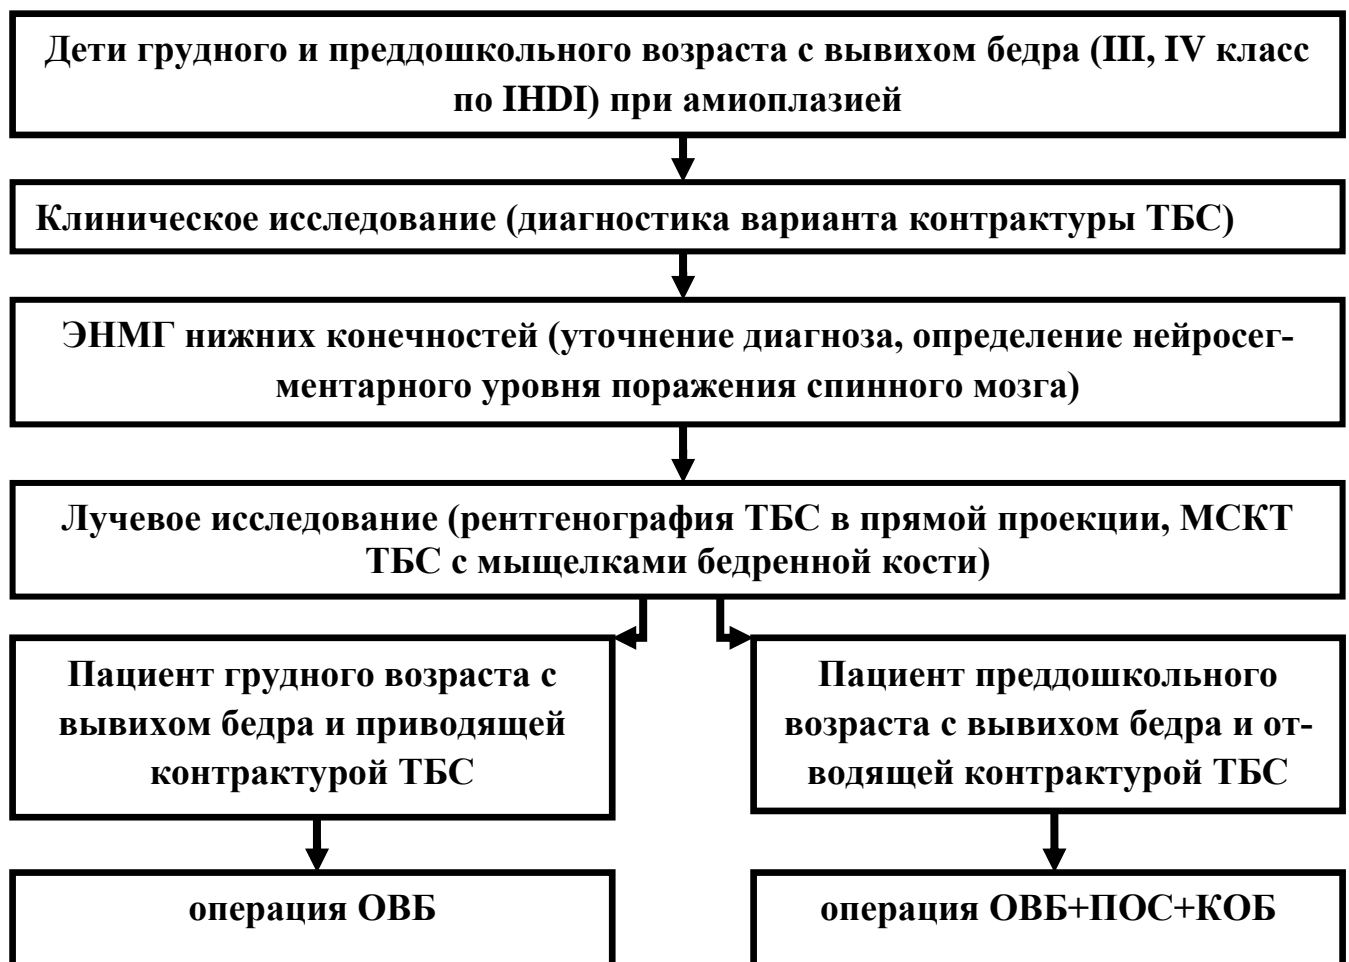 Дети грудного и преддошкольного возраста с вывихом бедра (III, IV класс
по IHDI) при амиоплазией
Клиническое исследование (диагностика варианта контрактуры ТБС)
ЭНМГ нижних конечностей (уточнение диагноза, определение нейросег-
ментарного уровня поражения спинного мозга)
Лучевое исследование (рентгенография ТБС в прямой проекции, МСКТ
ТБС с мыщелками бедренной кости)
Пациент грудного возраста с
вывихом бедра и приводящей
контрактурой ТБС
Пациент преддошкольного
возраста с вывихом бедра и от-
водящей контрактурой ТБС
операция ОВБ
операция ОВБ+ПОС+КОБ